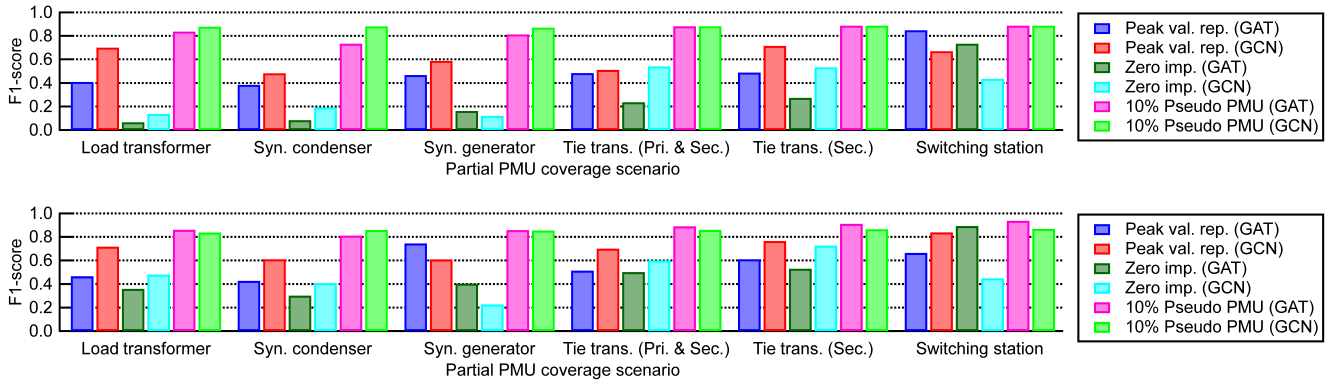 F1-score
1.0
0.8
0.6
0.4
0.2
0.0
Load transformer
Syn. condenser
Syn. generator
Tie trans. (Pri. & Sec.)
Tie trans. (Sec.)
Switching station
Partial PMU coverage scenario
Peak val. rep. (GAT)
Peak val. rep. (GCN)
Zero imp. (GAT)
Zero imp. (GCN)
10% Pseudo PMU (GAT)
10% Pseudo PMU (GCN)
F1-score
1.0
0.8
0.6
0.4
0.2
0.0
Load transformer
Syn. condenser
Syn. generator
Tie trans. (Pri. & Sec.)
Tie trans. (Sec.)
Switching station
Partial PMU coverage scenario
Peak val. rep. (GAT)
Peak val. rep. (GCN)
Zero imp. (GAT)
Zero imp. (GCN)
10% Pseudo PMU (GAT)
10% Pseudo PMU (GCN)